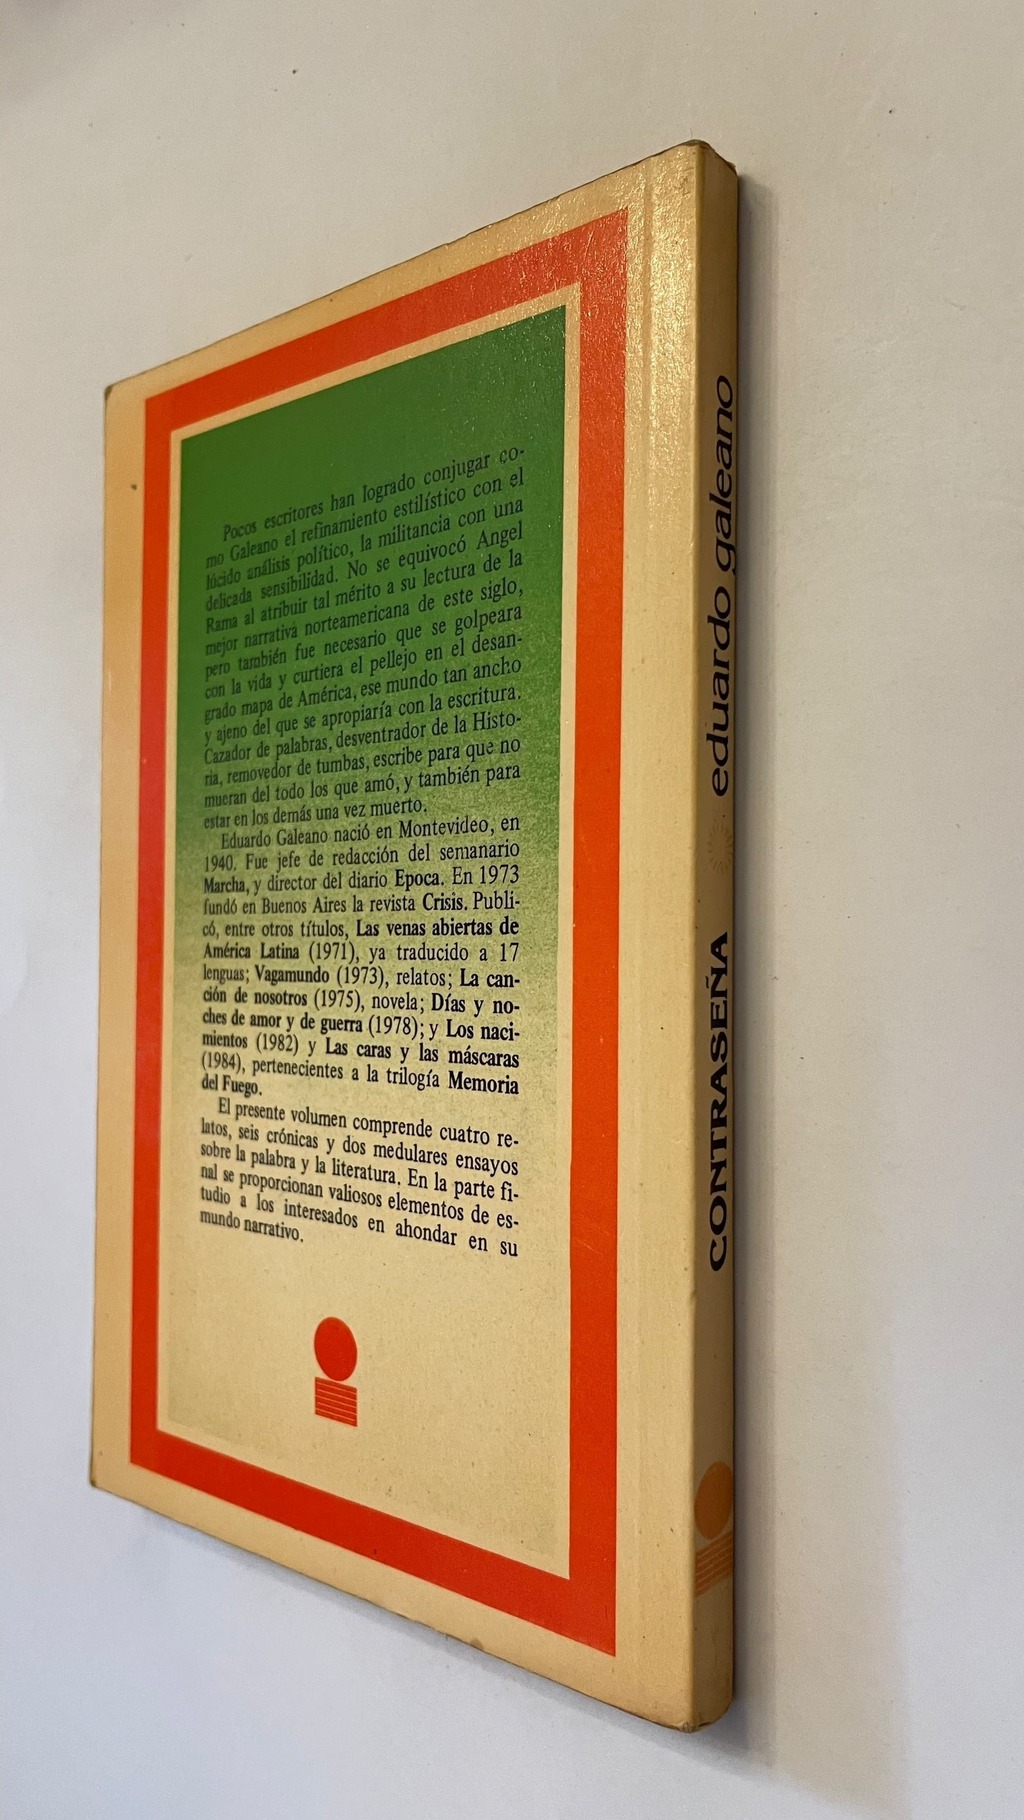 Pocos escritores han logrado conjugar co-
mo Galeano el refinamiento estilístico con el
lúcido análisis político, la militancia con una
delicada sensibilidad. No se equivocó Angel
Rama al atribuir tal mérito a su lectura de la
mejor narrativa norteamericana de este siglo,
pero también fue necesario que se golpeara
con la vida y curtiera el pellejo en el desan-
grado mapa de América, ese mundo tan ancho
y ajeno del que se apropiaría con la escritura.
Cazador de palabras, desventrador de la Histo-
ria, removedor de tumbas, escribe para que no
mueran del todo los que amó, y también para
estar en los demás una vez muerto.
Eduardo Galeano nació en Montevideo, en
1940. Fue jefe de redacción del semanario
Marcha, y director del diario Epoca. En 1973
fundó en Buenos Aires la revista Crisis. Publi-
có, entre otros títulos, Las venas abiertas de
América Latina (1971), ya traducido a 17
lenguas; Vagamundo (1973), relatos; La can-
ción de nosotros (1975), novela; Días y no-
ches de amor y de guerra (1978); y Los naci-
mientos (1982) y Las caras y las máscaras
(1984), pertenecientes a la trilogía Memoria
del Fuego.
El presente volumen comprende cuatro re-
latos, seis crónicas y dos medulares ensayos
sobre la palabra y la literatura. En la parte fi-
nal se proporcionan valiosos elementos de es-
tudio a los interesados en ahondar en su
mundo narrativo.
CONTRASEÑA eduardo galeano